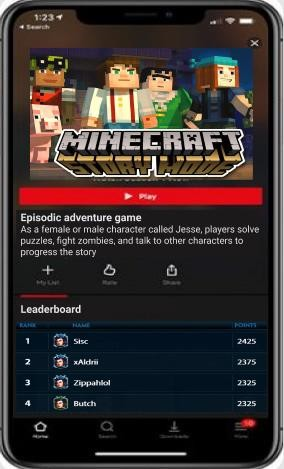 1:23
Search
MINECRAFT
STORY MODE
Play
Episodic adventure game
As a female or male character called Jesse, players solve
puzzles, fight zombies, and talk to other characters to
progress the story
My List
Rate
Share
Leaderboard
RANK NAME POINTS
1 Sisc 2425
2 xAldrii 2375
3 Zippahlol 2325
4 Butch 2325
Home
Search
Downloads
More